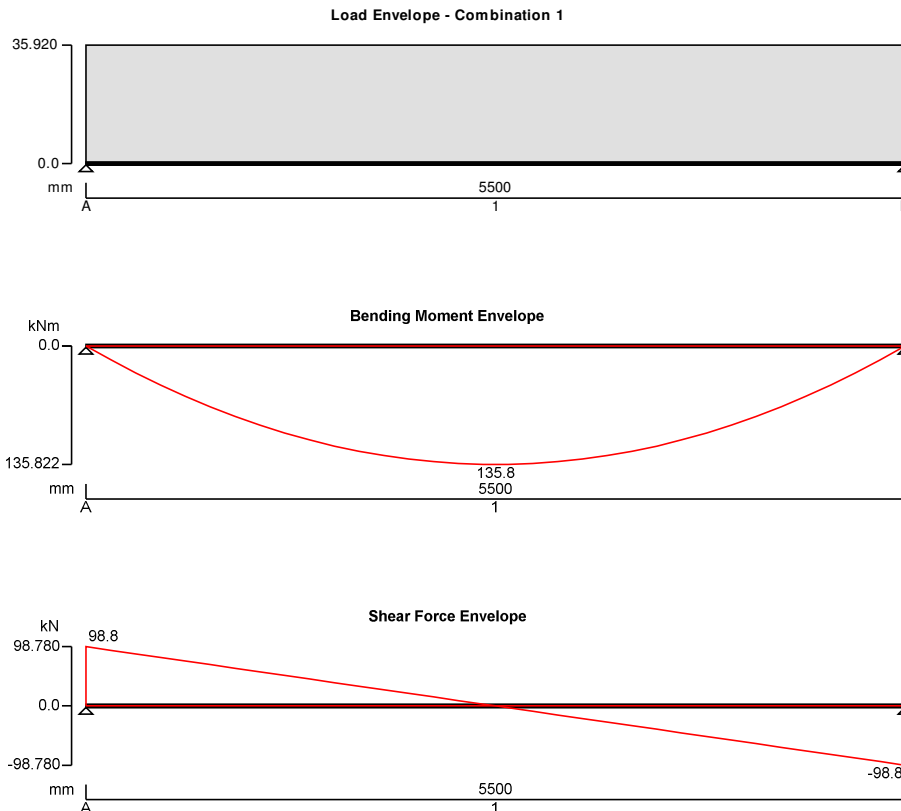 Load Envelope - Combination 1
35.920
0.0
mm 5500
A 1
Bending Moment Envelope
kNm
0.0
135.822
135.8
mm 5500
A 1
Shear Force Envelope
kN
98.780 98.8
0.0
-98.780 -98.8
mm 5500
A 1